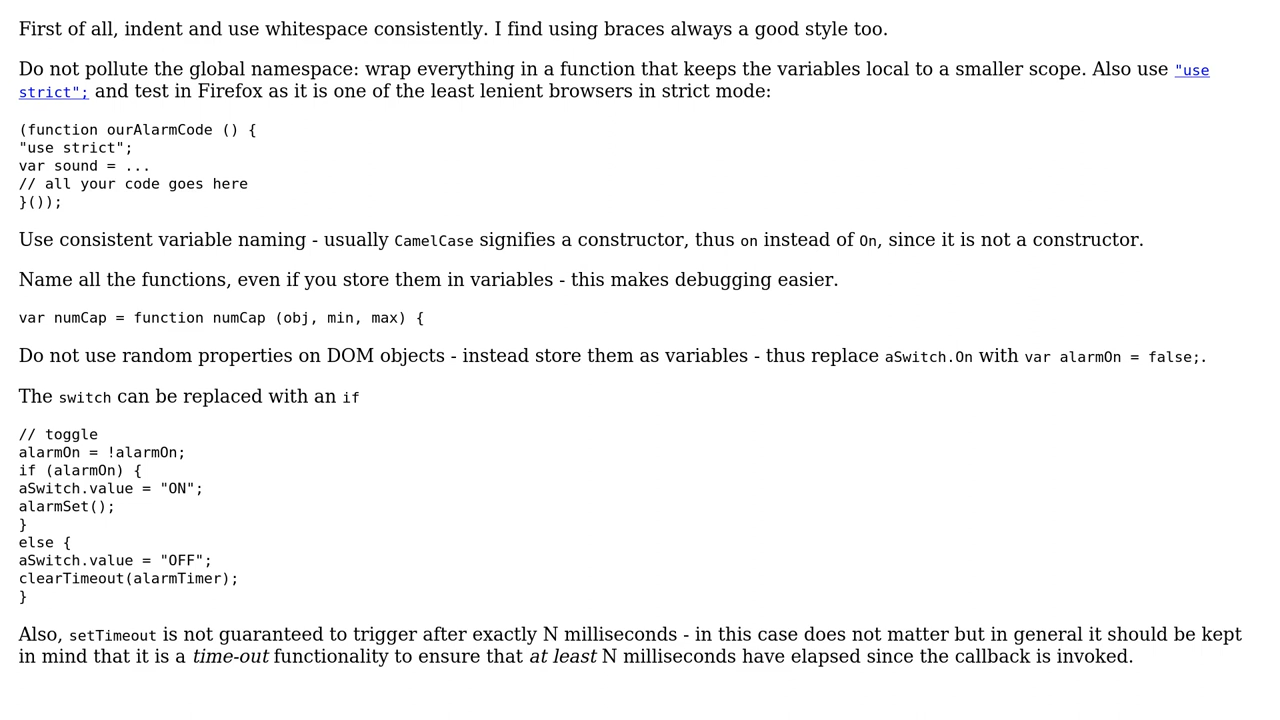 First of all, indent and use whitespace consistently. I find using braces always a good style too.
Do not pollute the global namespace: wrap everything in a function that keeps the variables local to a smaller scope. Also use "use
strict"; and test in Firefox as it is one of the least lenient browsers in strict mode:
(function ourAlarmCode () {
"use strict";
var sound = ...
// all your code goes here
}());
Use consistent variable naming - usually CamelCase signifies a constructor, thus on instead of On, since it is not a constructor.
Name all the functions, even if you store them in variables - this makes debugging easier.
var numCap = function numCap (obj, min, max) {
Do not use random properties on DOM objects - instead store them as variables - thus replace aSwitch.On with var alarmOn = false;.
The switch can be replaced with an if
// toggle
alarmOn = !alarmOn;
if (alarmOn) {
aSwitch.value = "ON";
alarmSet();
}
else {
aSwitch.value = "OFF";
clearTimeout(alarmTimer);
}
Also, setTimeout is not guaranteed to trigger after exactly N milliseconds - in this case does not matter but in general it should be kept
in mind that it is a time-out functionality to ensure that at least N milliseconds have elapsed since the callback is invoked.